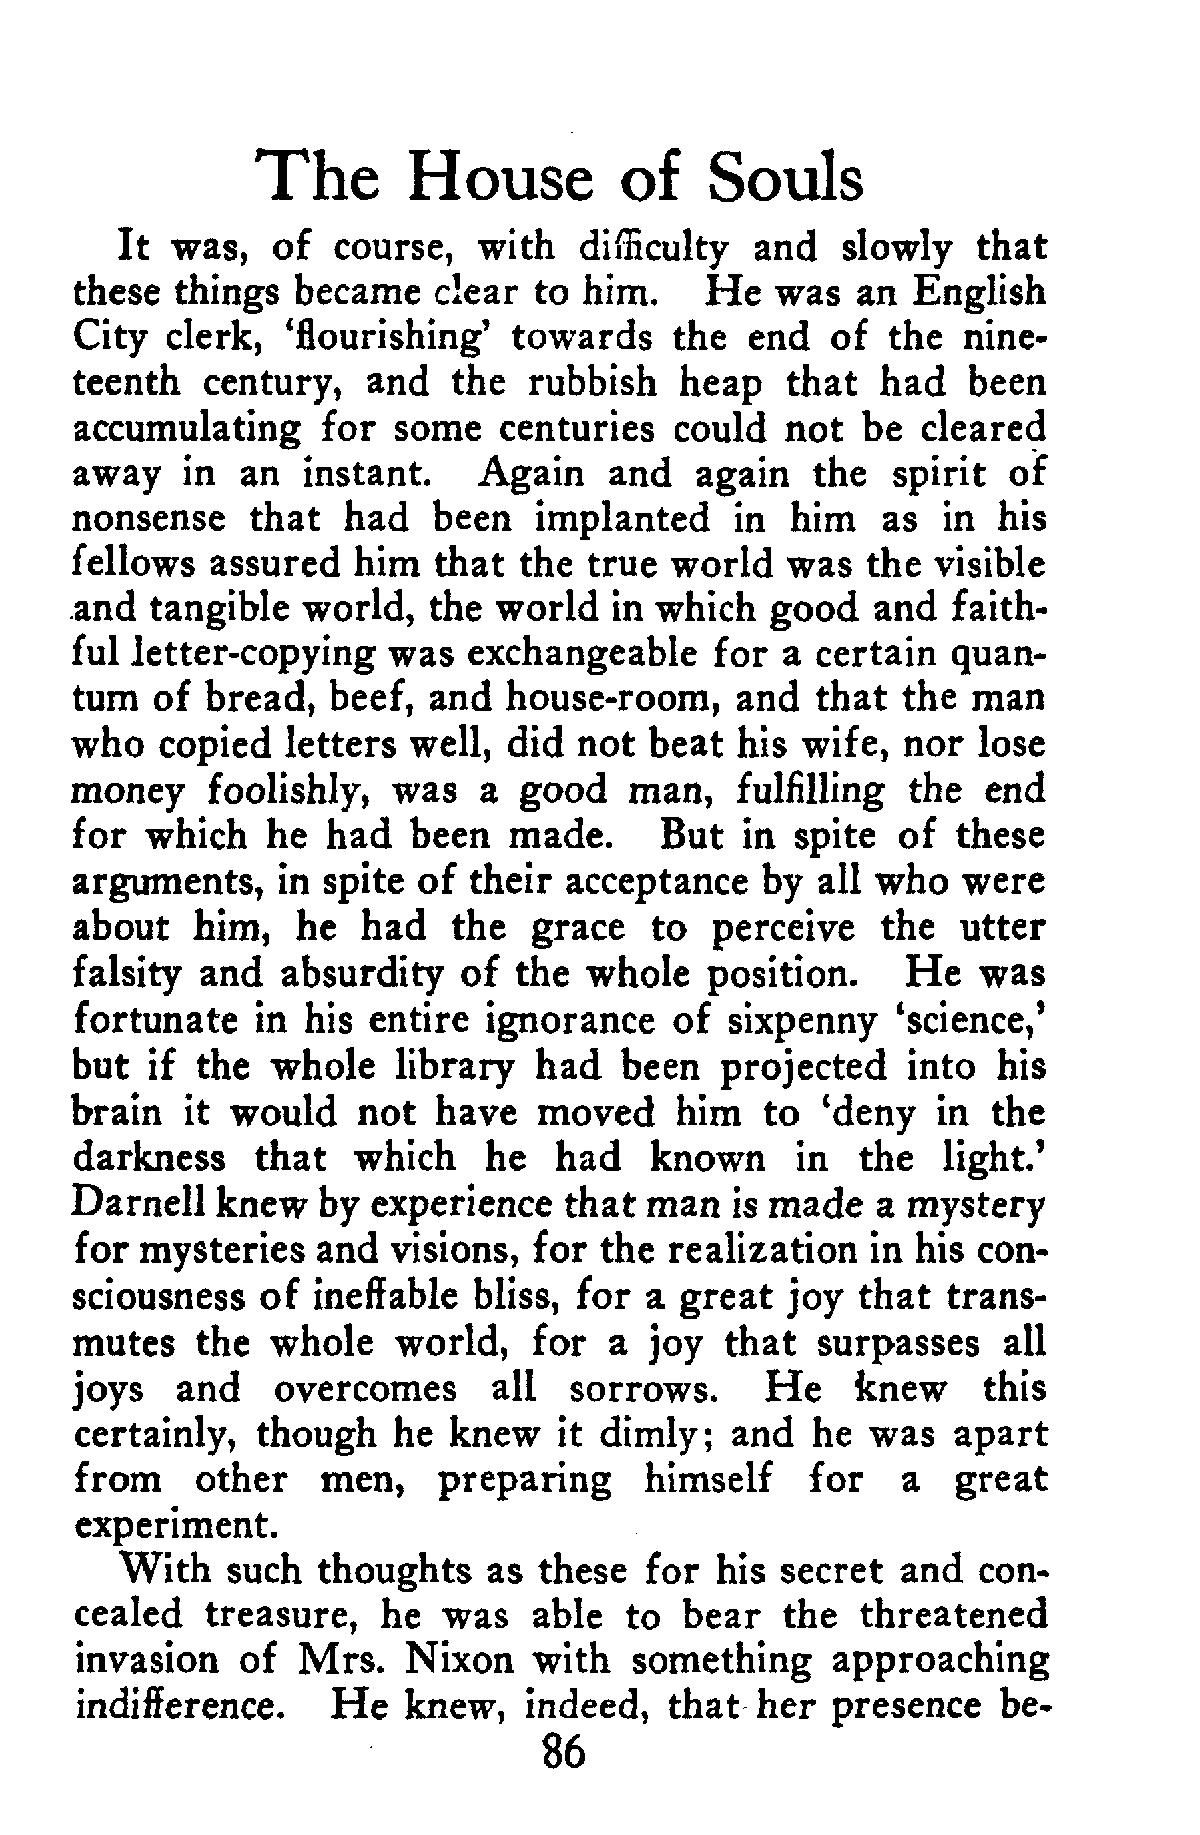 The House of Souls
It was, of course, with difficulty and slowly that
these things became clear to him. He was an English
City clerk, ‘flourishing’ towards the end of the nine-
teenth century, and the rubbish heap that had been
accumulating for some centuries could not be cleared
away in an instant. Again and again the spirit of
nonsense that had been implanted in him as in his
fellows assured him that the true world was the visible
and tangible world, the world in which good and faith-
ful letter-copying was exchangeable for a certain quan-
tum of bread, beef, and house-room, and that the man
who copied letters well, did not beat his wife, nor lose
money foolishly, was a good man, fulfilling the end
for which he had been made. But in spite of these
arguments, in spite of their acceptance by all who were
about him, he had the grace to perceive the utter
falsity and absurdity of the whole position. He was
fortunate in his entire ignorance of sixpenny ‘science,’
but if the whole library had been projected into his
brain it would not have moved him to ‘deny in the
darkness that which he had known in the light.’
Darnell knew by experience that man is made a mystery
for mysteries and visions, for the realization in his con-
sciousness of ineffable bliss, for a great joy that trans-
mutes the whole world, for a joy that surpasses all
joys and overcomes all sorrows. He knew this
certainly, though he knew it dimly; and he was apart
from other men, preparing himself for a great
experiment.
With such thoughts as these for his secret and con-
cealed treasure, he was able to bear the threatened
invasion of Mrs. Nixon with something approaching
indifference. He knew, indeed, that her presence be-
86